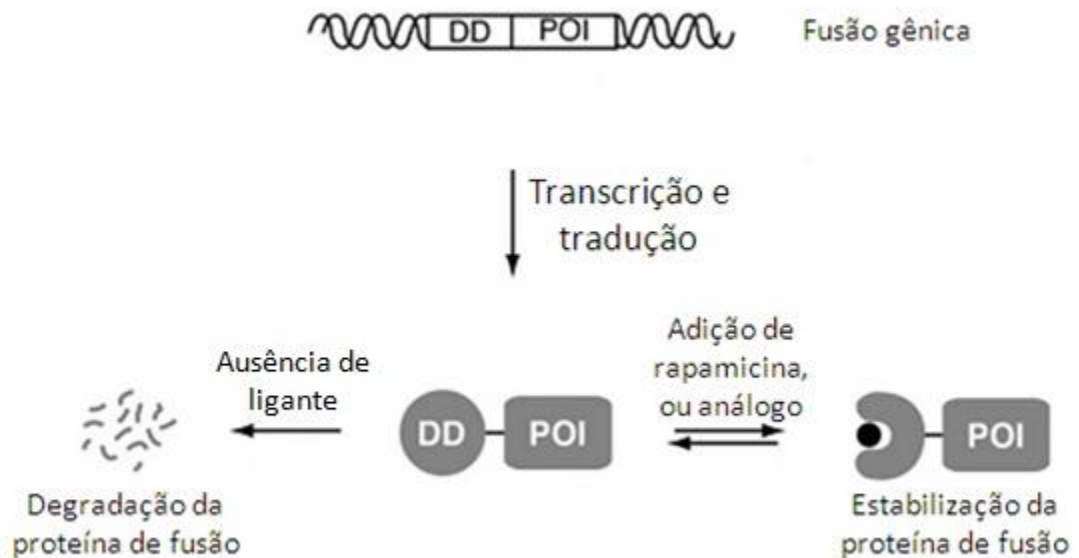 DD POI
Fusão gênica
Transcrição e
tradução
Ausência de
ligante
Adição de
rapamicina,
ou análogo
DD POI
POI
Degradação da
proteína de fusão
Estabilização da
proteína de fusão